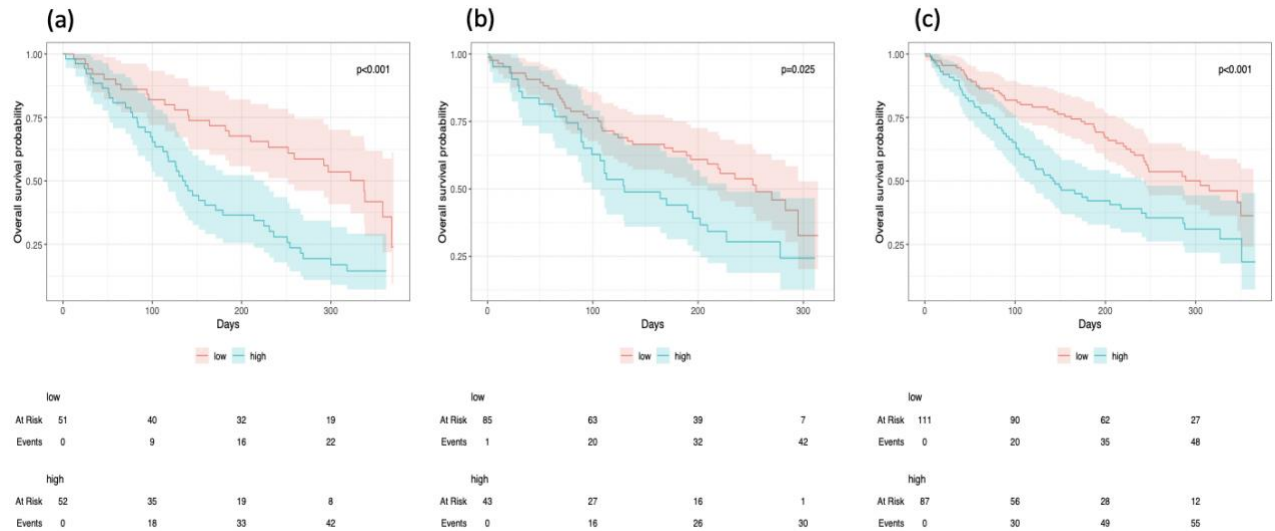 (a)
(b)
(c)
1.00
0.75
0.50
0.25
Overall survival probability
p<0.001
0 100 200 300
Days
low high
1.00
0.75
0.50
0.25
Overall survival probability
p=0.025
0 100 200 300
Days
low high
1.00
0.75
0.50
0.25
Overall survival probability
p<0.001
0 100 200 300
Days
low high
low
At Risk 51 40 32 19
Events 0 9 16 22
high
At Risk 52 35 19 8
Events 0 18 33 42
low
At Risk 85 63 39 7
Events 1 20 32 42
high
At Risk 43 27 16 1
Events 0 16 26 30
low
At Risk 111 90 62 27
Events 0 20 35 48
high
At Risk 87 56 28 12
Events 0 30 49 55